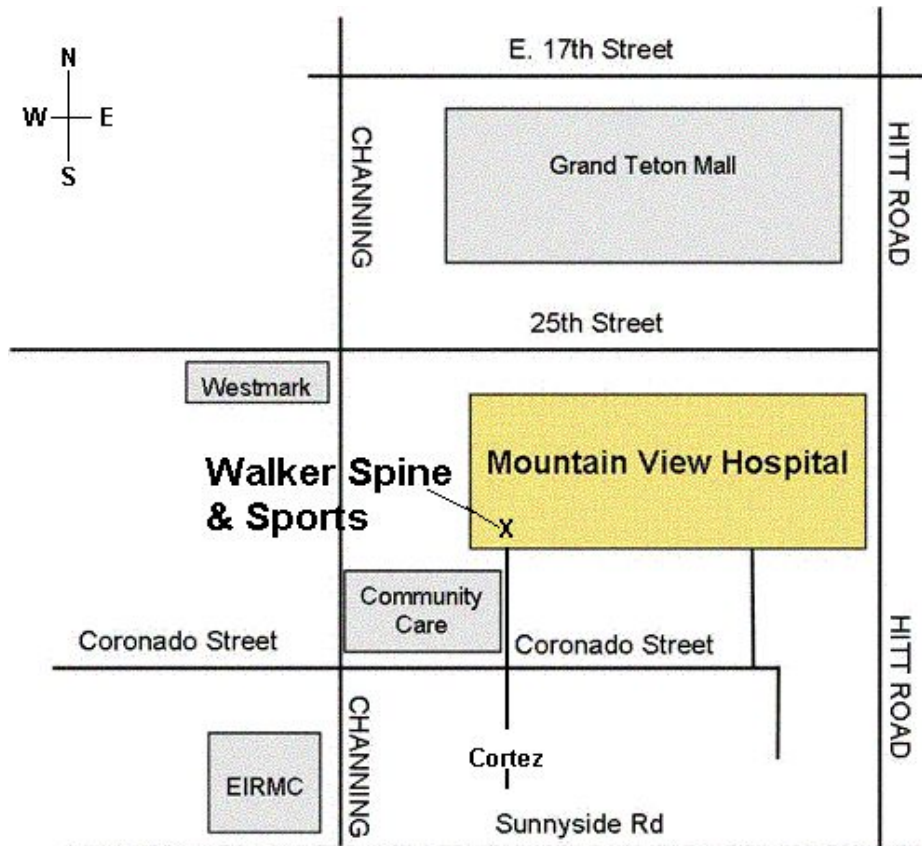 E. 17th Street
N
W
E
S
CHANNING
HITT ROAD
Grand Teton Mall
25th Street
Westmark
Mountain View Hospital
Walker Spine
& Sports
X
Community
Care
Coronado Street
Coronado Street
HITT ROAD
CHANNING
Cortez
EIRMC
Sunnyside Rd